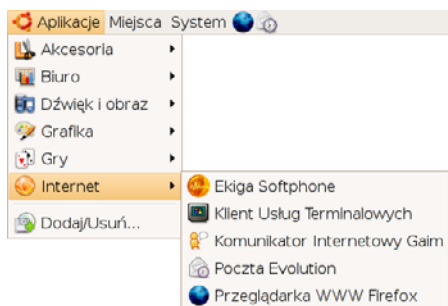 Aplikacje Miejsca System
Akcesoria
Biuro
Dźwięk i obraz
Grafika
Gry
Internet
Dodaj/Usuń...
Ekiga Softphone
Klient Usług Terminalowych
Komunikator Internetowy Gaim
Poczta Evolution
Przeglądarka WWW Firefox